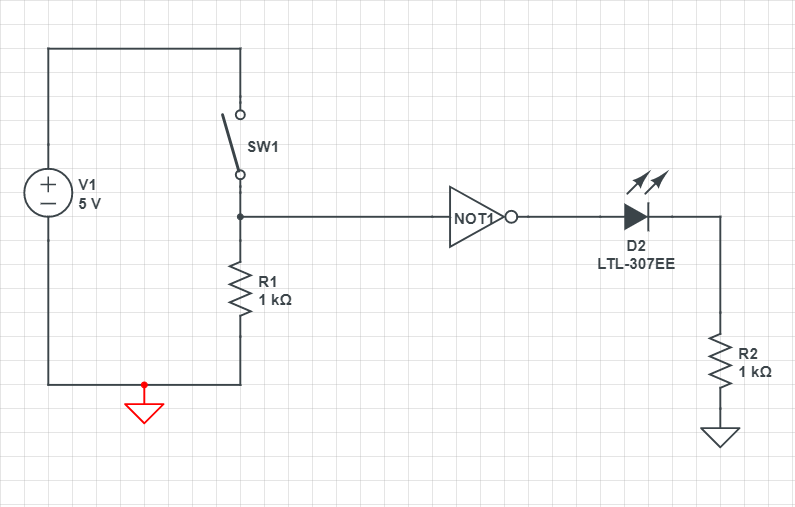 SW1
V1
5 V
NOT1
D2
LTL-307EE
R1
1 kΩ
R2
1 kΩ